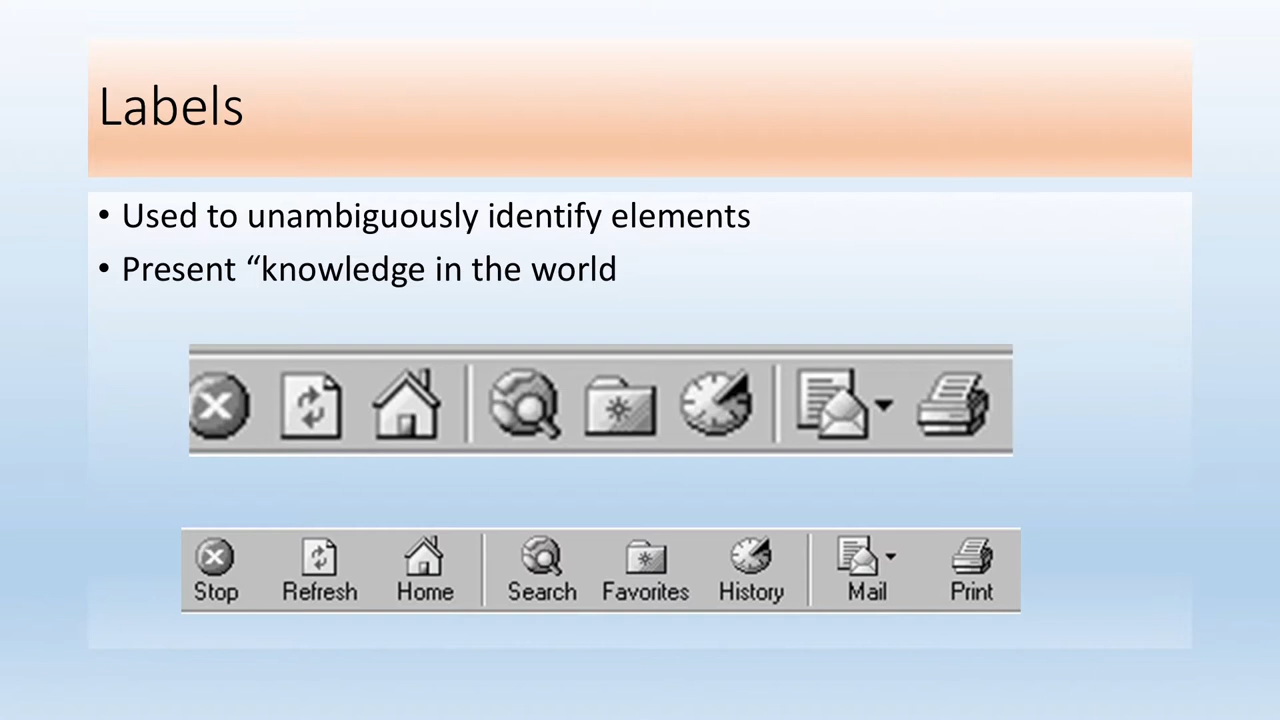 Labels
• Used to unambiguously identify elements
• Present “knowledge in the world
Stop Refresh Home Search Favorites History Mail Print